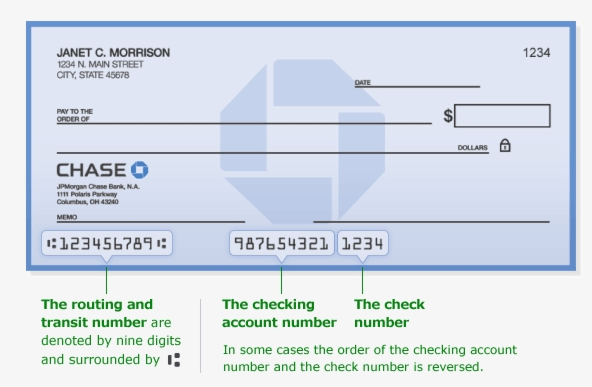 JANET C. MORRISON
1234 N. MAIN STREET
CITY, STATE 45678
1234
DATE
PAY TO THE
ORDER OF
$
DOLLARS
CHASE
JPMorgan Chase Bank, N.A.
1111 Polaris Parkway
Columbus, OH 43240
MEMO
⑆123456789⑆ 987654321 1234
The routing and
transit number are
denoted by nine digits
and surrounded by ⑆
The checking
account number
The check
number
In some cases the order of the checking account
number and the check number is reversed.